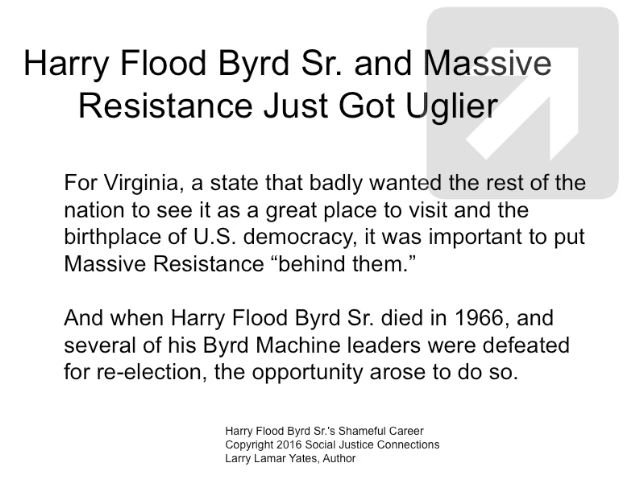 Harry Flood Byrd Sr. and Massive
Resistance Just Got Uglier
For Virginia, a state that badly wanted the rest of the
nation to see it as a great place to visit and the
birthplace of U.S. democracy, it was important to put
Massive Resistance “behind them.”
And when Harry Flood Byrd Sr. died in 1966, and
several of his Byrd Machine leaders were defeated
for re-election, the opportunity arose to do so.
Harry Flood Byrd Sr.'s Shameful Career
Copyright 2016 Social Justice Connections
Larry Lamar Yates, Author